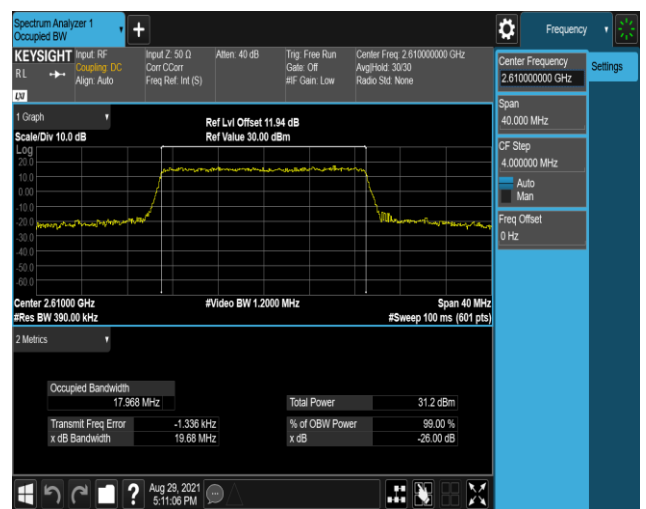 Spectrum Analyzer 1
Occupied BW
Frequency
KEYSIGHT
RL
LXI
Input: RF
Coupling: DC
Align: Auto
Input Z: 50 Ω
Corr CCorr
Freq Ref: Int (S)
Atten: 40 dB
Trig: Free Run
Gate: Off
#IF Gain: Low
Center Freq: 2.610000000 GHz
Avg|Hold: 30/30
Radio Std: None
Center Frequency
2.610000000 GHz
Settings
Span
40.000 MHz
CF Step
4.000000 MHz
Auto
Man
Freq Offset
0 Hz
1 Graph
Scale/Div 10.0 dB
Ref Lvl Offset 11.94 dB
Ref Value 30.00 dBm
Log
20.0
10.0
0.00
-10.0
-20.0
-30.0
-40.0
-50.0
-60.0
Center 2.61000 GHz
#Video BW 1.2000 MHz
Span 40 MHz
#Res BW 390.00 kHz
#Sweep 100 ms (601 pts)
2 Metrics
Occupied Bandwidth
17.968 MHz
Total Power 31.2 dBm
Transmit Freq Error -1.336 kHz
% of OBW Power 99.00 %
x dB Bandwidth 19.68 MHz
x dB -26.00 dB
?
Aug 29, 2021
5:11:06 PM